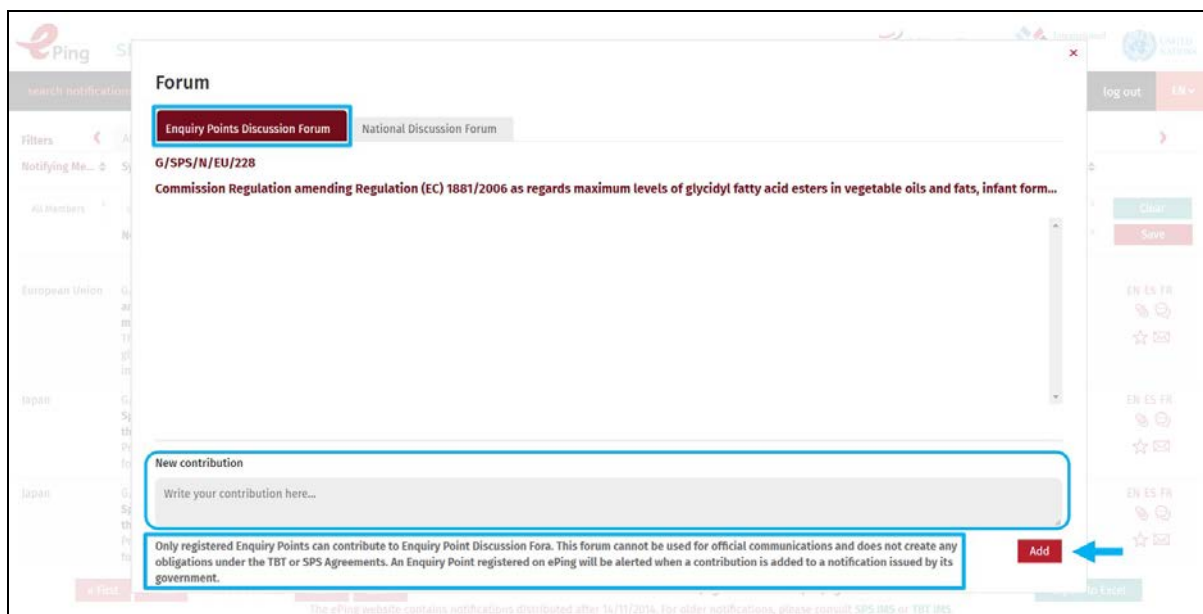 ePing
search notification
log out
EN
Forum
×
Enquiry Points Discussion Forum
National Discussion Forum
G/SPS/N/EU/228
Commission Regulation amending Regulation (EC) 1881/2006 as regards maximum levels of glycidyl fatty acid esters in vegetable oils and fats, infant form...
Filters
Notifying Me...
All Members
Clear
Save
European Union
EN ES FR
Japan
EN ES FR
Japan
EN ES FR
New contribution
Write your contribution here...
Only registered Enquiry Points can contribute to Enquiry Point Discussion Fora. This forum cannot be used for official communications and does not create any
obligations under the TBT or SPS Agreements. An Enquiry Point registered on ePing will be alerted when a contribution is added to a notification issued by its
government.
Add
« First
to Excel
The ePing website contains notifications distributed after 14/11/2014. For older notifications, please consult SPS IMS or TBT IMS.